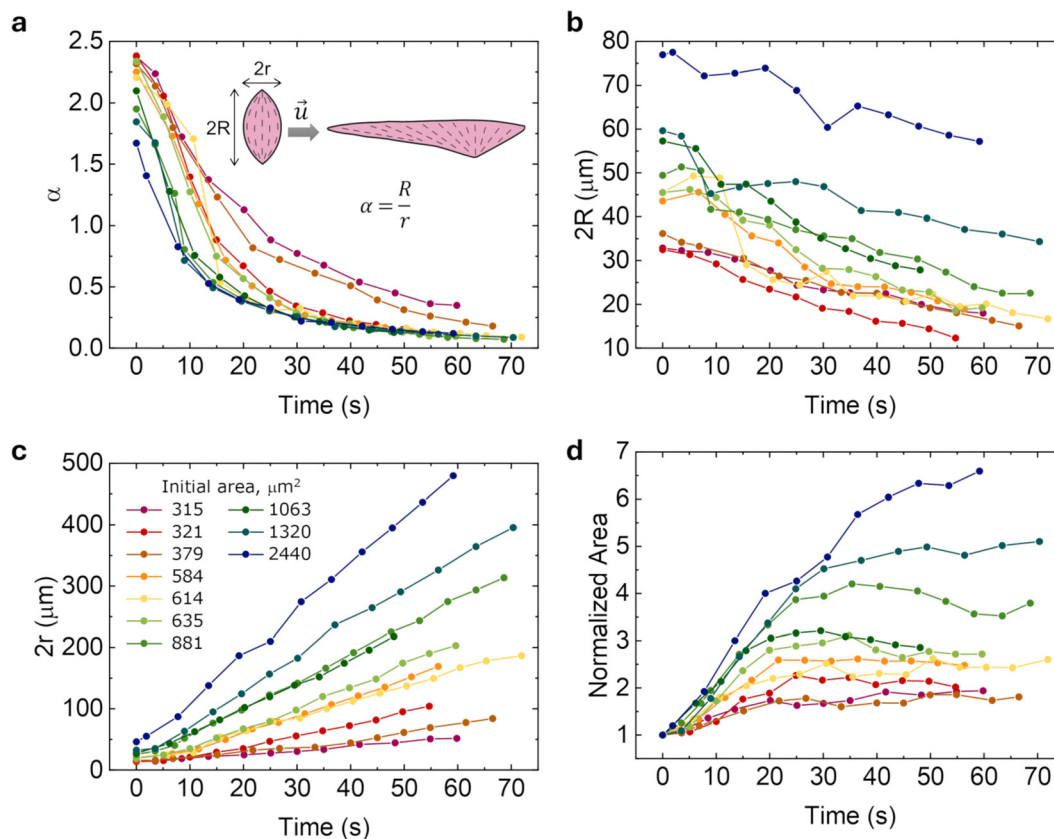 a
2.5
2.0
1.5
1.0
0.5
0.0
α
2r
2R
u⃗
α = R/r
0 10 20 30 40 50 60 70
Time (s)
b
80
70
60
50
40
30
20
10
2R (μm)
0 10 20 30 40 50 60 70
Time (s)
c
500
400
300
200
100
0
2r (μm)
Initial area, μm²
315 1063
321 1320
379 2440
584
614
635
881
0 10 20 30 40 50 60 70
Time (s)
d
7
6
5
4
3
2
1
Normalized Area
0 10 20 30 40 50 60 70
Time (s)